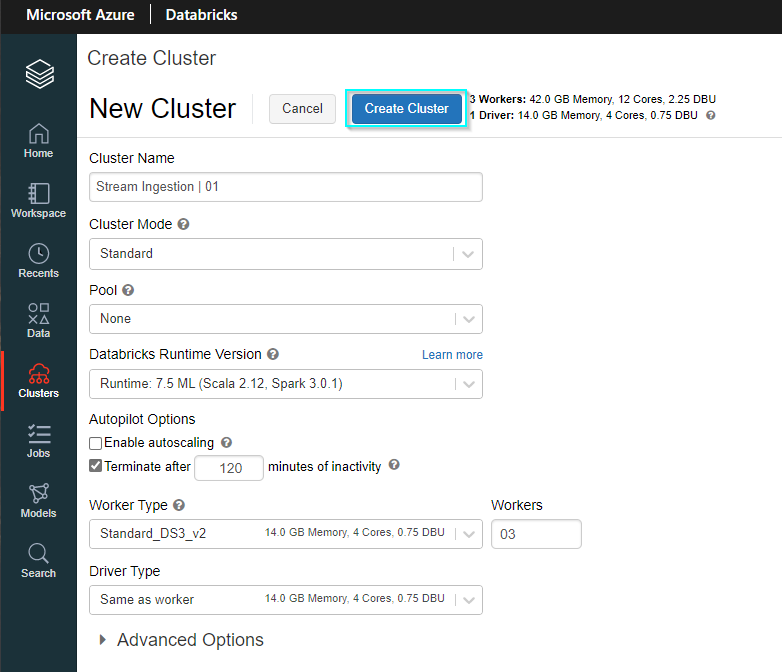 Microsoft Azure | Databricks
Create Cluster
New Cluster
Cancel
Create Cluster
3 Workers: 42.0 GB Memory, 12 Cores, 2.25 DBU
1 Driver: 14.0 GB Memory, 4 Cores, 0.75 DBU ?
Home
Workspace
Recents
Data
Clusters
Jobs
Models
Search
Cluster Name
Stream Ingestion | 01
Cluster Mode ?
Standard
Pool ?
None
Databricks Runtime Version ?
Learn more
Runtime: 7.5 ML (Scala 2.12, Spark 3.0.1)
Autopilot Options
Enable autoscaling ?
Terminate after 120 minutes of inactivity ?
Worker Type ?
Workers
Standard_DS3_v2 14.0 GB Memory, 4 Cores, 0.75 DBU
03
Driver Type
Same as worker 14.0 GB Memory, 4 Cores, 0.75 DBU
Advanced Options